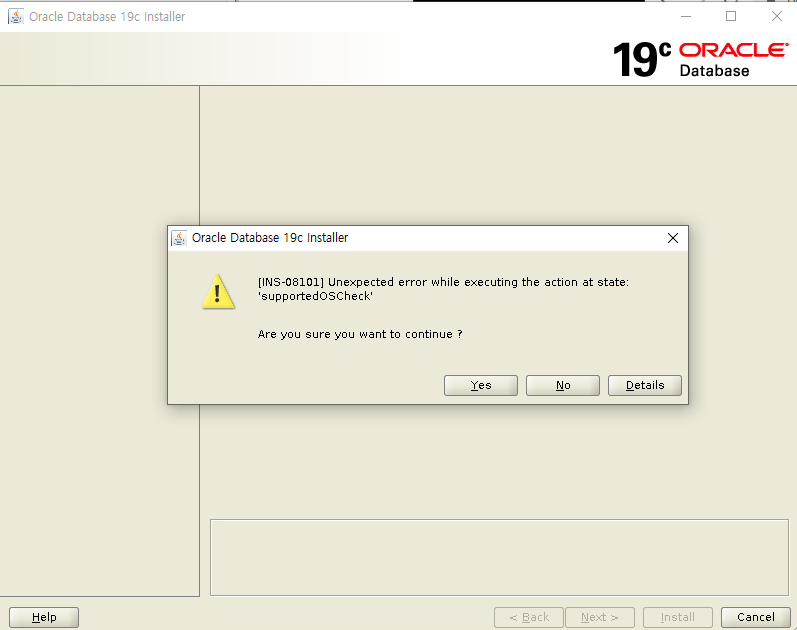 Oracle Database 19c Installer
19c ORACLE
Database
Oracle Database 19c Installer
[INS-08101] Unexpected error while executing the action at state:
'supportedOSCheck'
Are you sure you want to continue ?
Yes No Details
Help < Back Next > Install Cancel